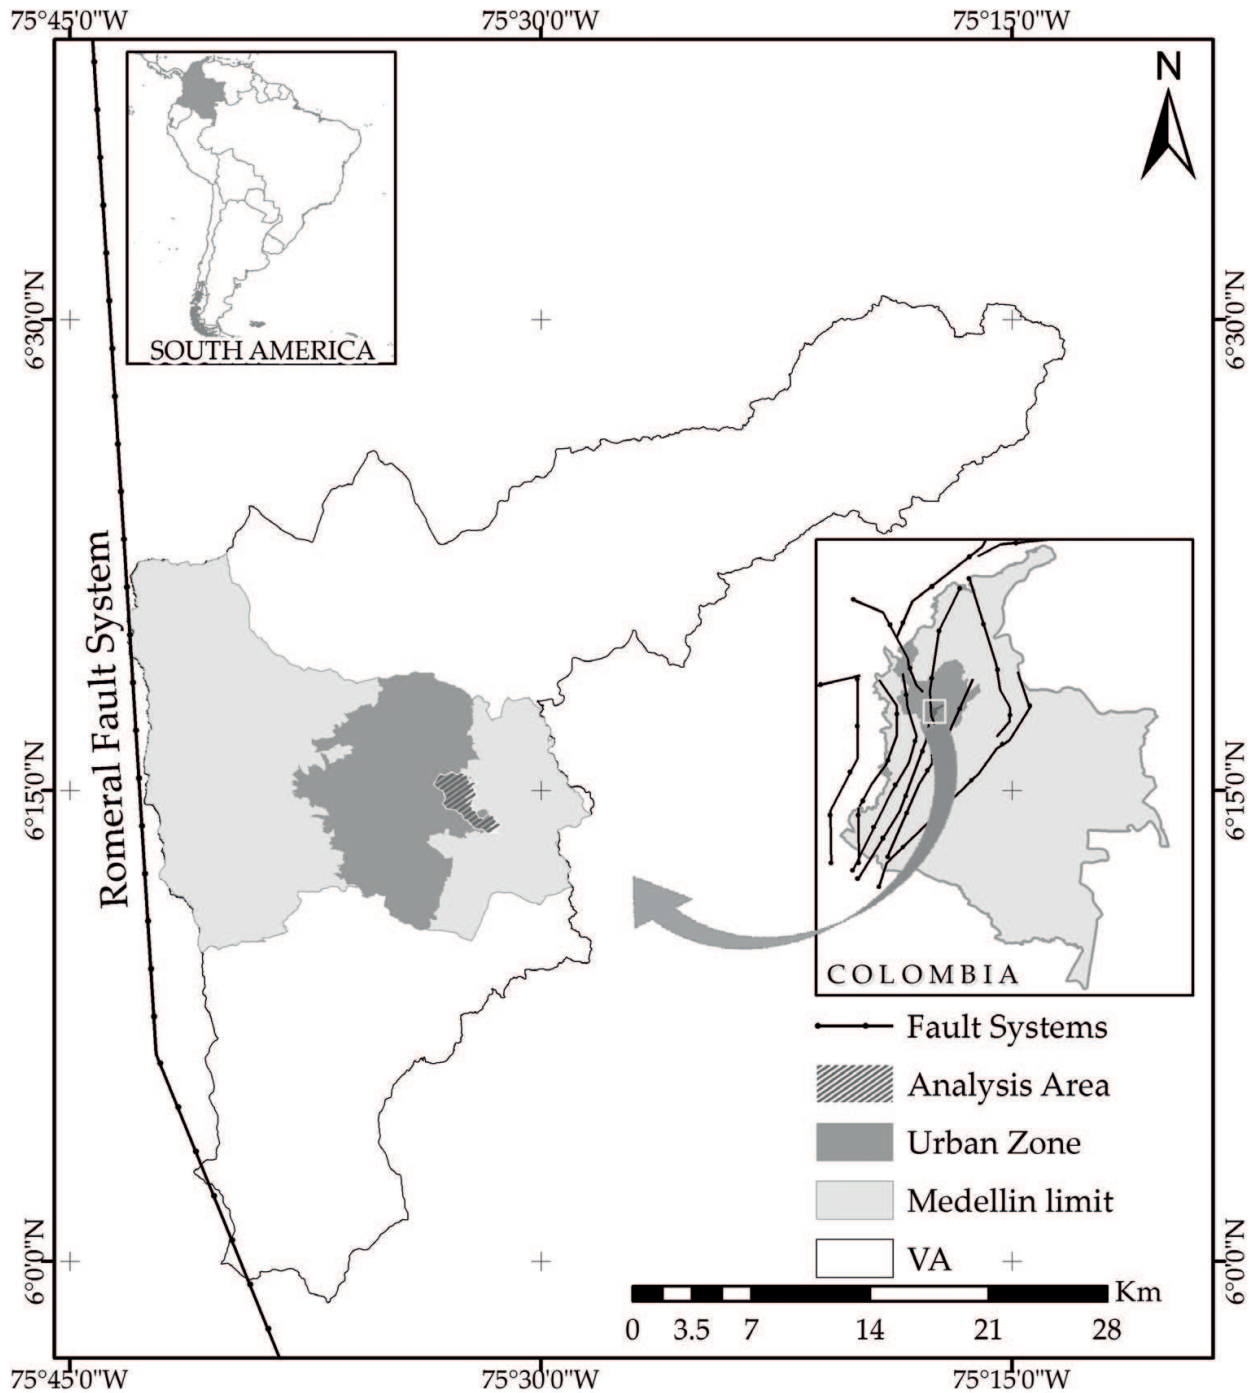 75°45'0"W
75°30'0"W
75°15'0"W
N
6°30'0"N
6°30'0"N
SOUTH AMERICA
Romeral Fault System
6°15'0"N
6°15'0"N
COLOMBIA
Fault Systems
Analysis Area
Urban Zone
Medellin limit
VA
6°0'0"N
6°0'0"N
Km
0 3.5 7 14 21 28
75°45'0"W
75°30'0"W
75°15'0"W